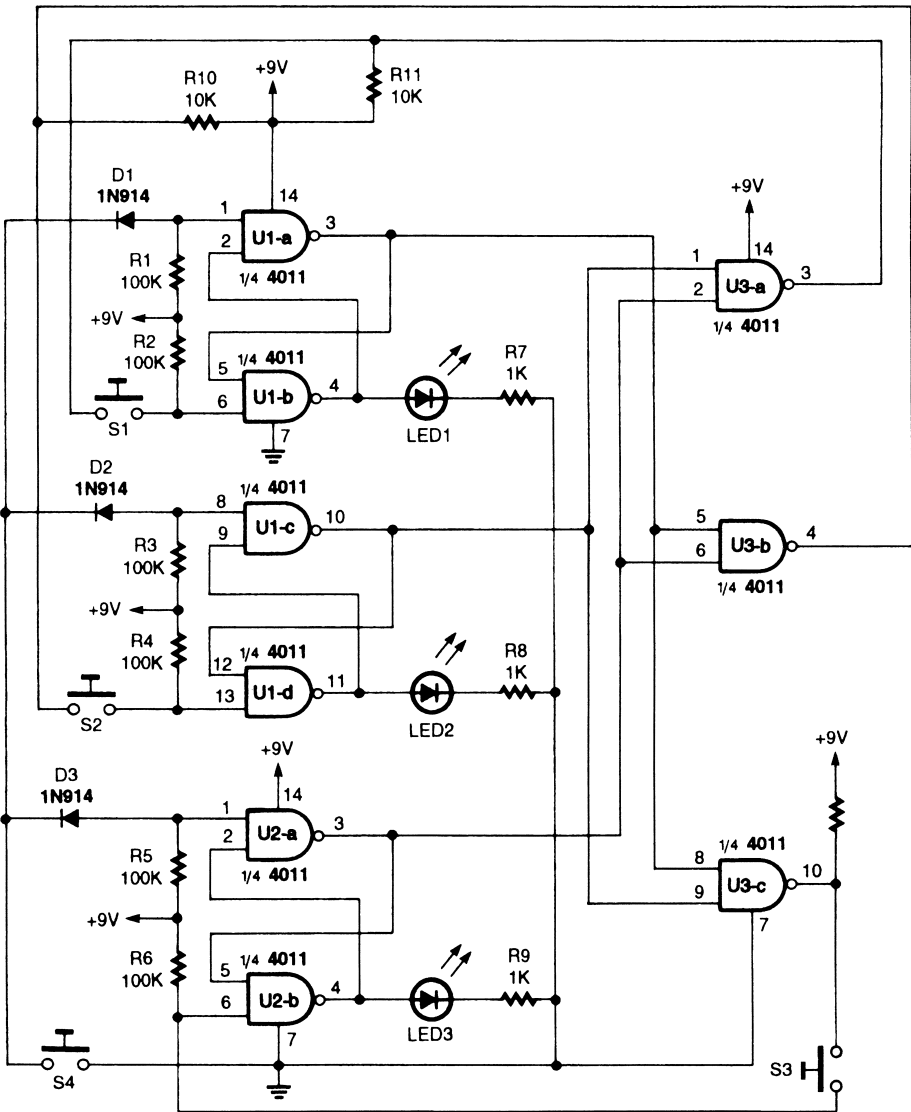 +9V
R10
10K
R11
10K
D1
1N914
14
1
2
U1-a
3
1/4 4011
R1
100K
+9V
R2
100K
S1
1/4 4011
5
6
U1-b
4
7
LED1
R7
1K
+9V
14
1
2
U3-a
3
1/4 4011
D2
1N914
1/4 4011
8
9
U1-c
10
R3
100K
+9V
R4
100K
S2
1/4 4011
12
13
U1-d
11
LED2
R8
1K
5
6
U3-b
4
1/4 4011
D3
1N914
+9V
14
1
2
U2-a
3
1/4 4011
R5
100K
+9V
R6
100K
1/4 4011
5
6
U2-b
4
7
LED3
R9
1K
S4
+9V
1/4 4011
8
9
U3-c
10
7
S3